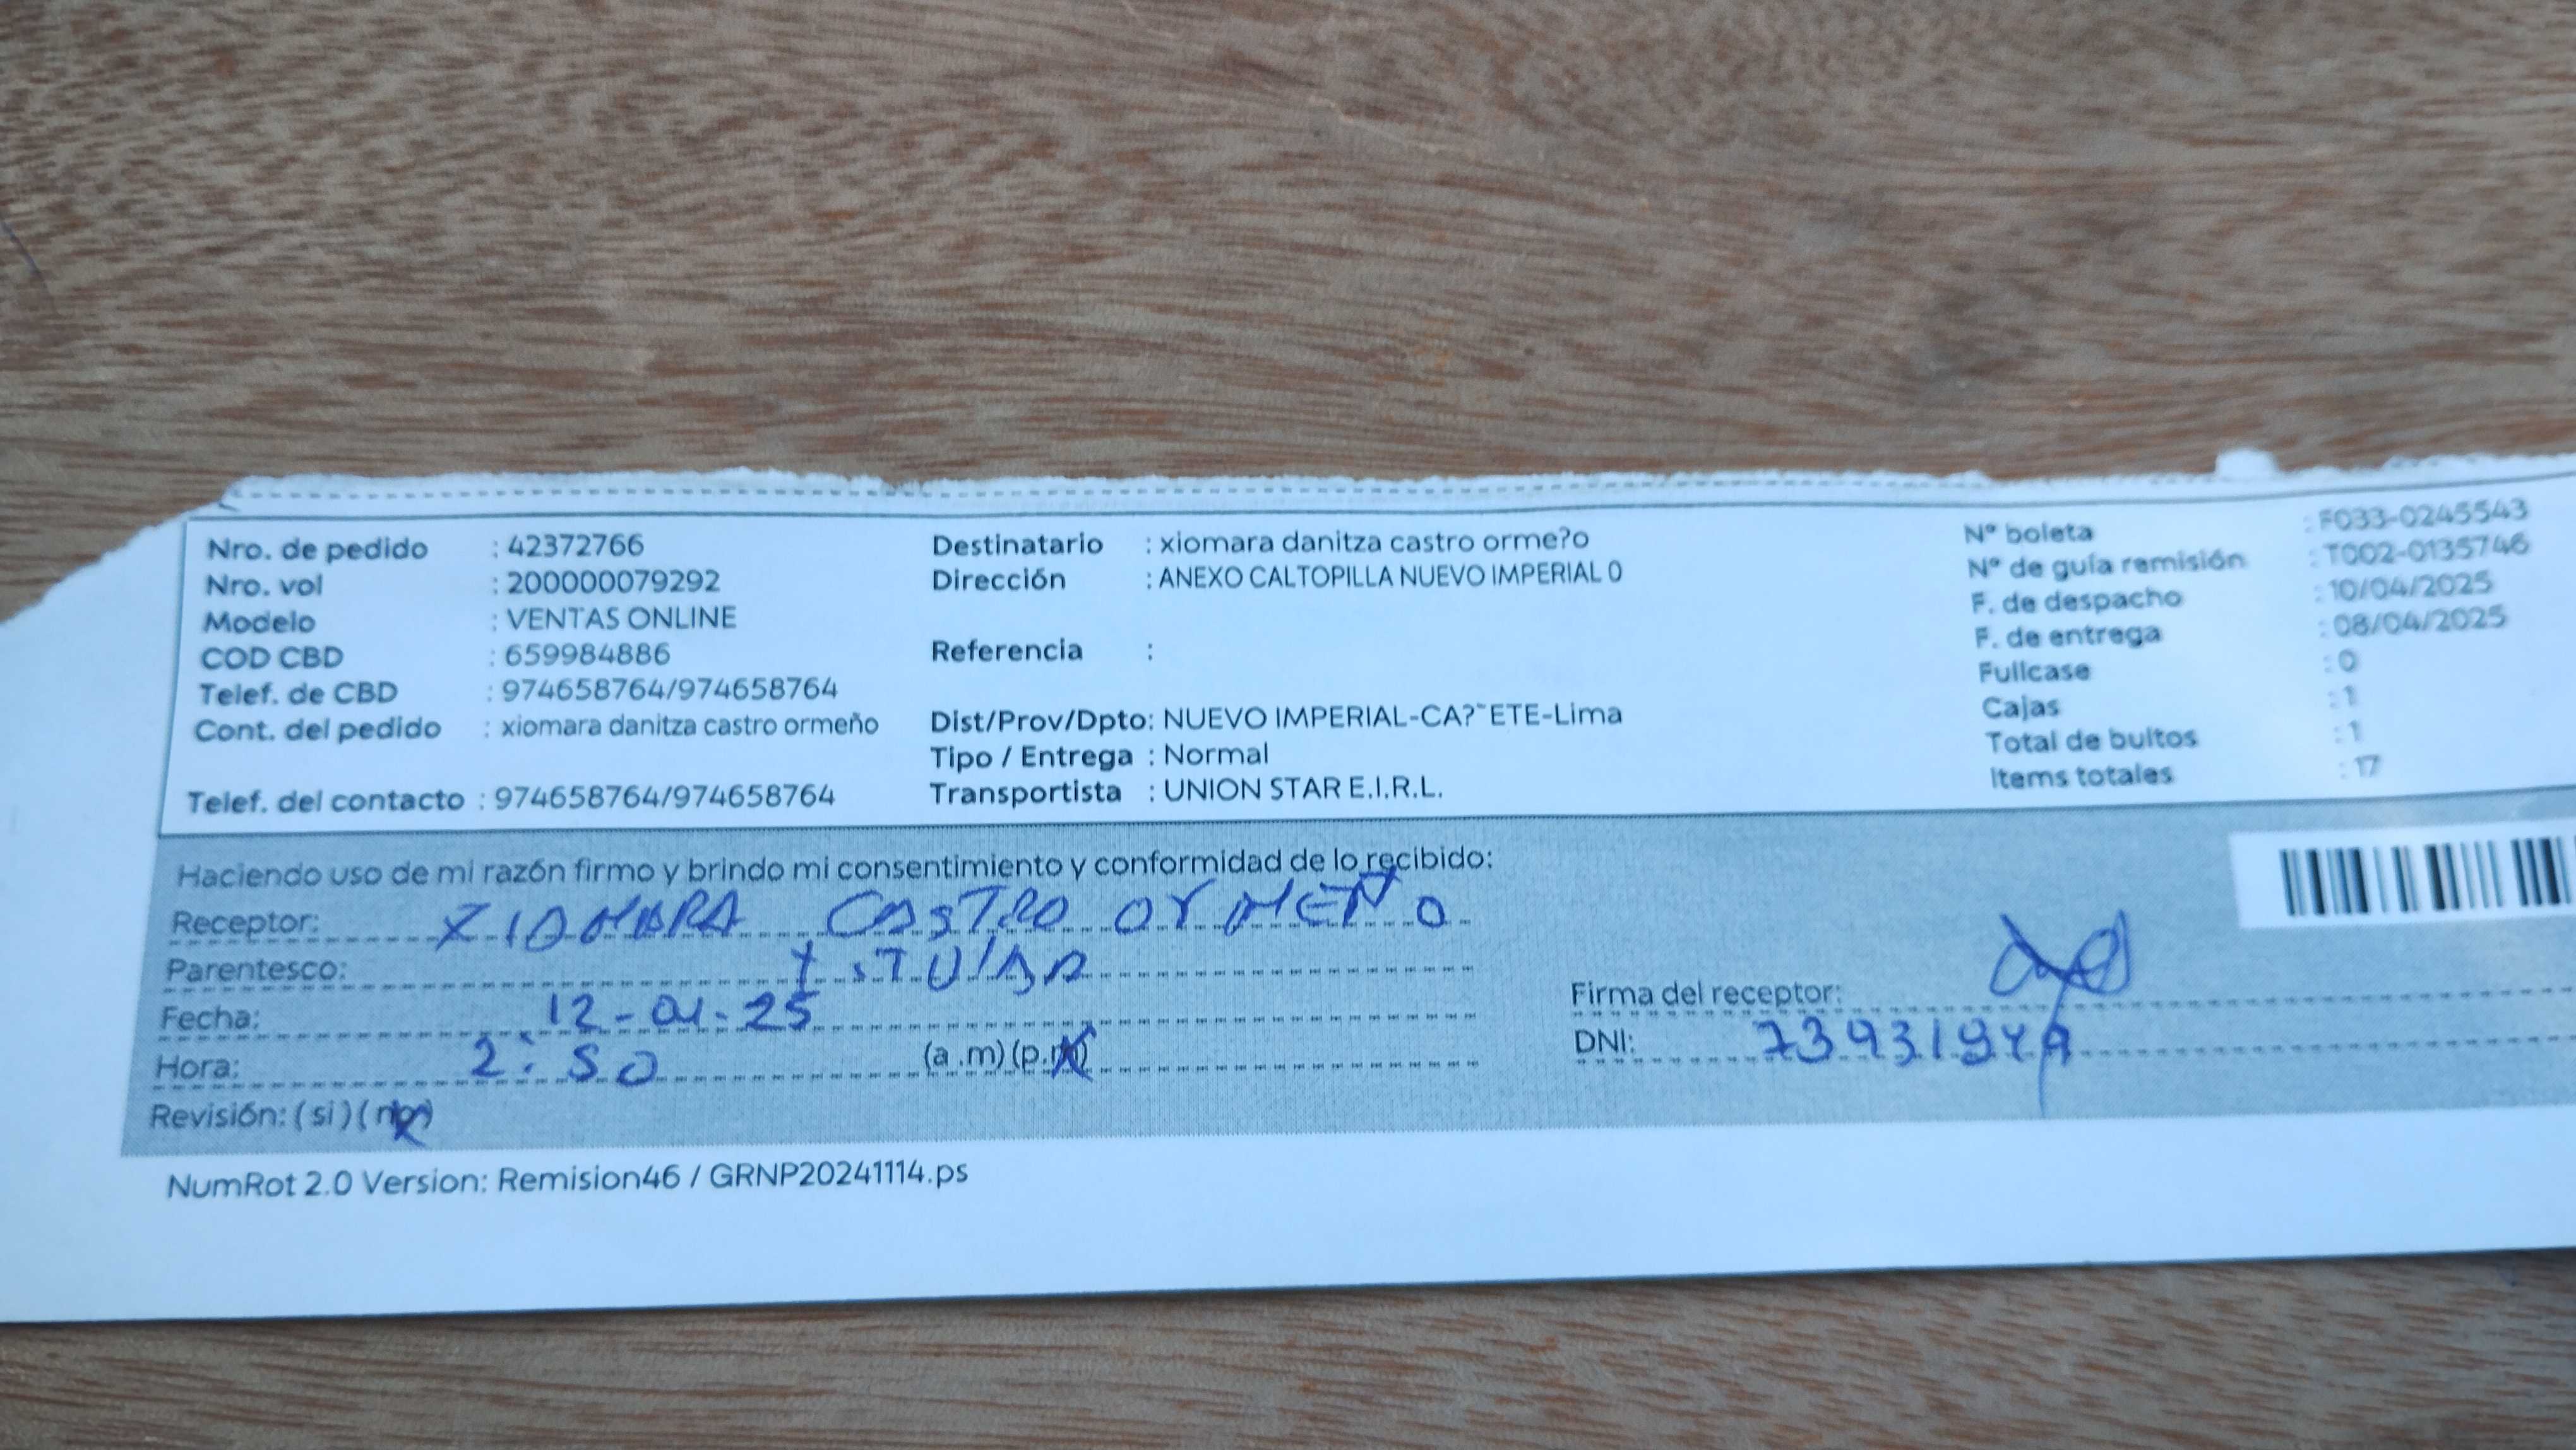 Nro. de pedido : 42372766
Nro. vol : 200000079292
Modelo : VENTAS ONLINE
COD CBD : 659984886
Telef. de CBD : 974658764/974658764
Cont. del pedido : xiomara danitza castro ormeño
Telef. del contacto : 974658764/974658764
Destinatario : xiomara danitza castro orme?o
Dirección : ANEXO CALTOPILLA NUEVO IMPERIAL 0
Referencia :
Dist/Prov/Dpto: NUEVO IMPERIAL-CA?˜ETE-Lima
Tipo / Entrega : Normal
Transportista : UNION STAR E.I.R.L.
N° boleta : F033-0245543
N° de guía remisión : T002-0135746
F. de despacho : 10/04/2025
F. de entrega : 08/04/2025
Fullcase : 0
Cajas : 1
Total de bultos : 1
Items totales : 17
Haciendo uso de mi razón firmo y brindo mi consentimiento y conformidad de lo recibido:
Receptor: XIOMARA CASTRO ORMEÑO
Parentesco:
Fecha: 12-04-25
Hora: 2:50 (a .m) (p.m)
Revisión: ( si ) ( no )
Firma del receptor:
DNI:
NumRot 2.0 Version: Remision46 / GRNP20241114.ps